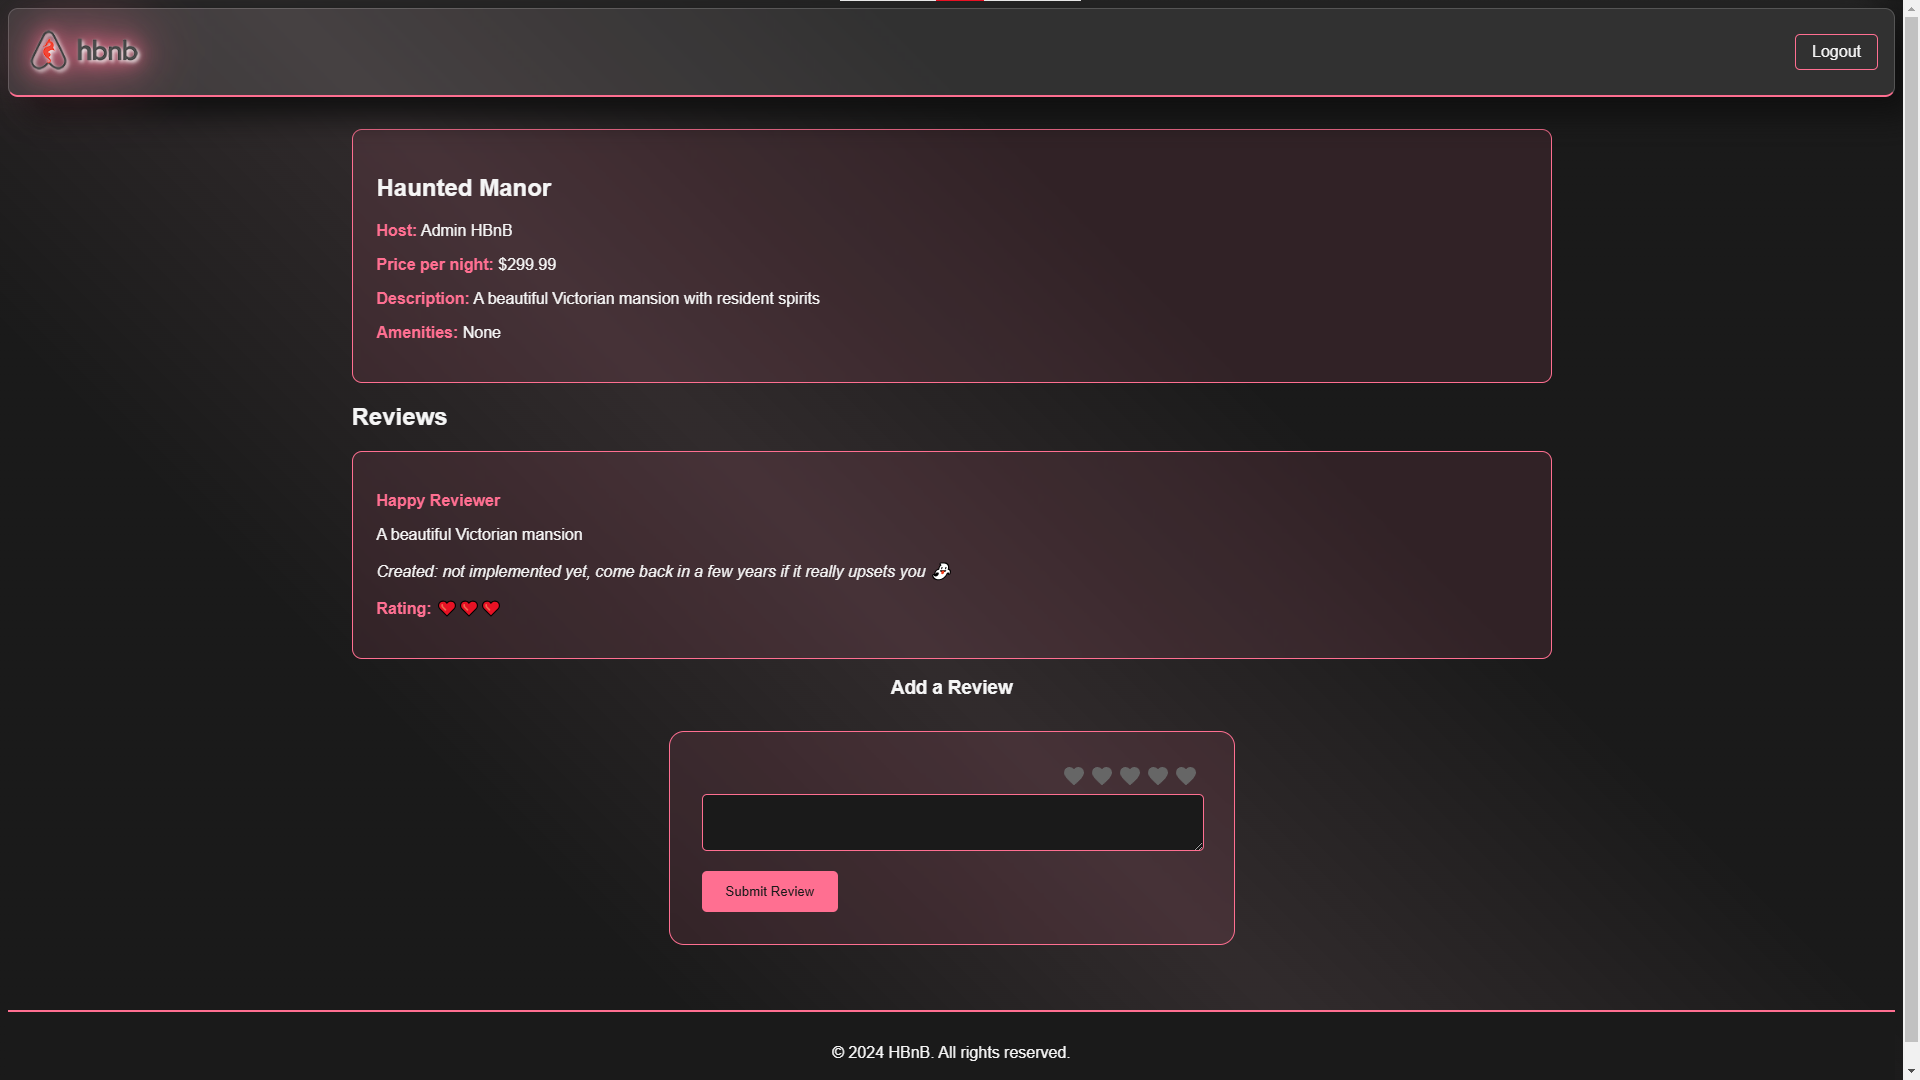 hbnb
Logout
Haunted Manor
Host: Admin HBnB
Price per night: $299.99
Description: A beautiful Victorian mansion with resident spirits
Amenities: None
Reviews
Happy Reviewer
A beautiful Victorian mansion
Created: not implemented yet, come back in a few years if it really upsets you 👻
Rating: ❤️ ❤️ ❤️
Add a Review
Submit Review
© 2024 HBnB. All rights reserved.